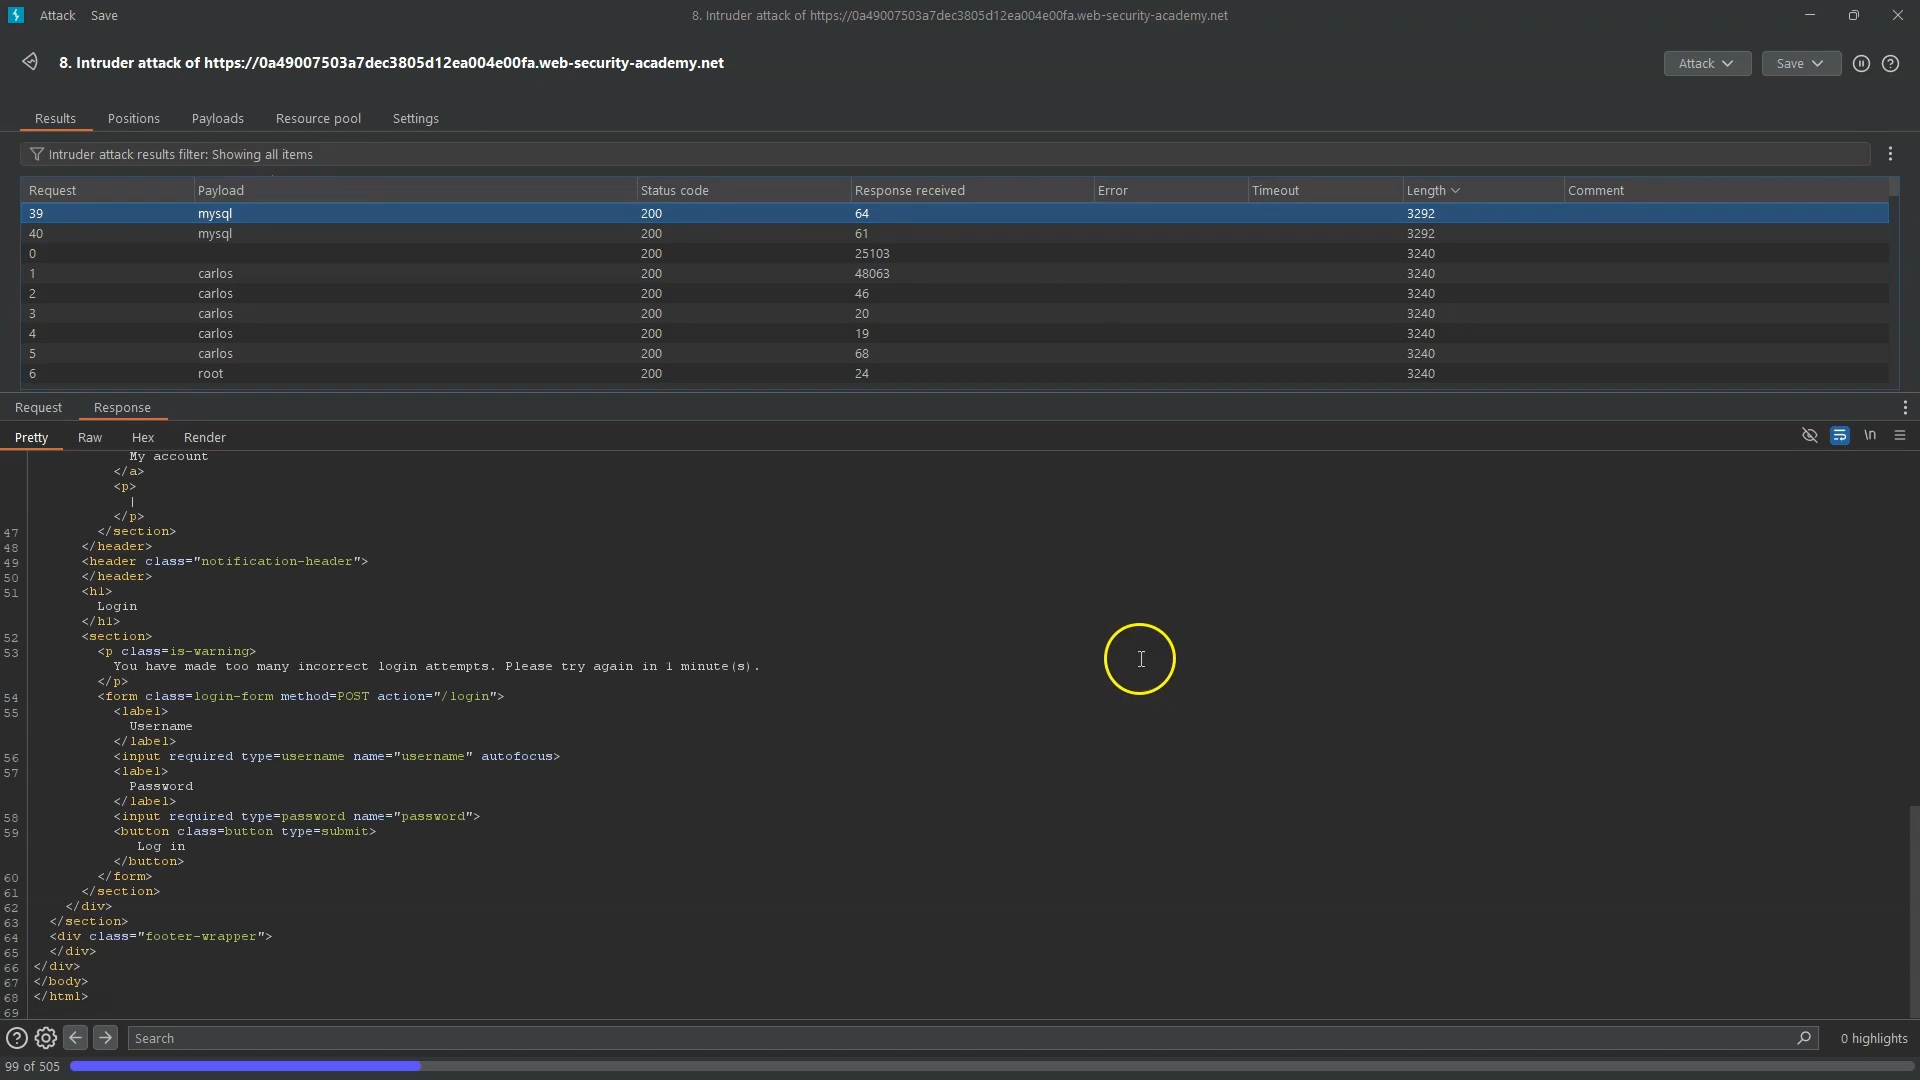 Attack Save 8. Intruder attack of https://0a49007503a7dec3805d12ea004e00fa.web-security-academy.net
8. Intruder attack of https://0a49007503a7dec3805d12ea004e00fa.web-security-academy.net Attack Save
Results Positions Payloads Resource pool Settings
Intruder attack results filter: Showing all items
Request Payload Status code Response received Error Timeout Length Comment
39 mysql 200 64 3292
40 mysql 200 61 3292
0 200 25103 3240
1 carlos 200 48063 3240
2 carlos 200 46 3240
3 carlos 200 20 3240
4 carlos 200 19 3240
5 carlos 200 68 3240
6 root 200 24 3240
Request Response
Pretty Raw Hex Render \n
My account
</a>
<p>
|
</p>
47 </section>
48 </header>
49 <header class="notification-header">
50 </header>
51 <h1>
Login
</h1>
52 <section>
53 <p class=is-warning>
You have made too many incorrect login attempts. Please try again in 1 minute(s).
</p>
54 <form class=login-form method=POST action="/login">
55 <label>
Username
</label>
56 <input required type=username name="username" autofocus>
57 <label>
Password
</label>
58 <input required type=password name="password">
59 <button class=button type=submit>
Log in
</button>
60 </form>
61 </section>
62 </div>
63 </section>
64 <div class="footer-wrapper">
65 </div>
66 </div>
67 </body>
68 </html>
69
Search 0 highlights
99 of 505